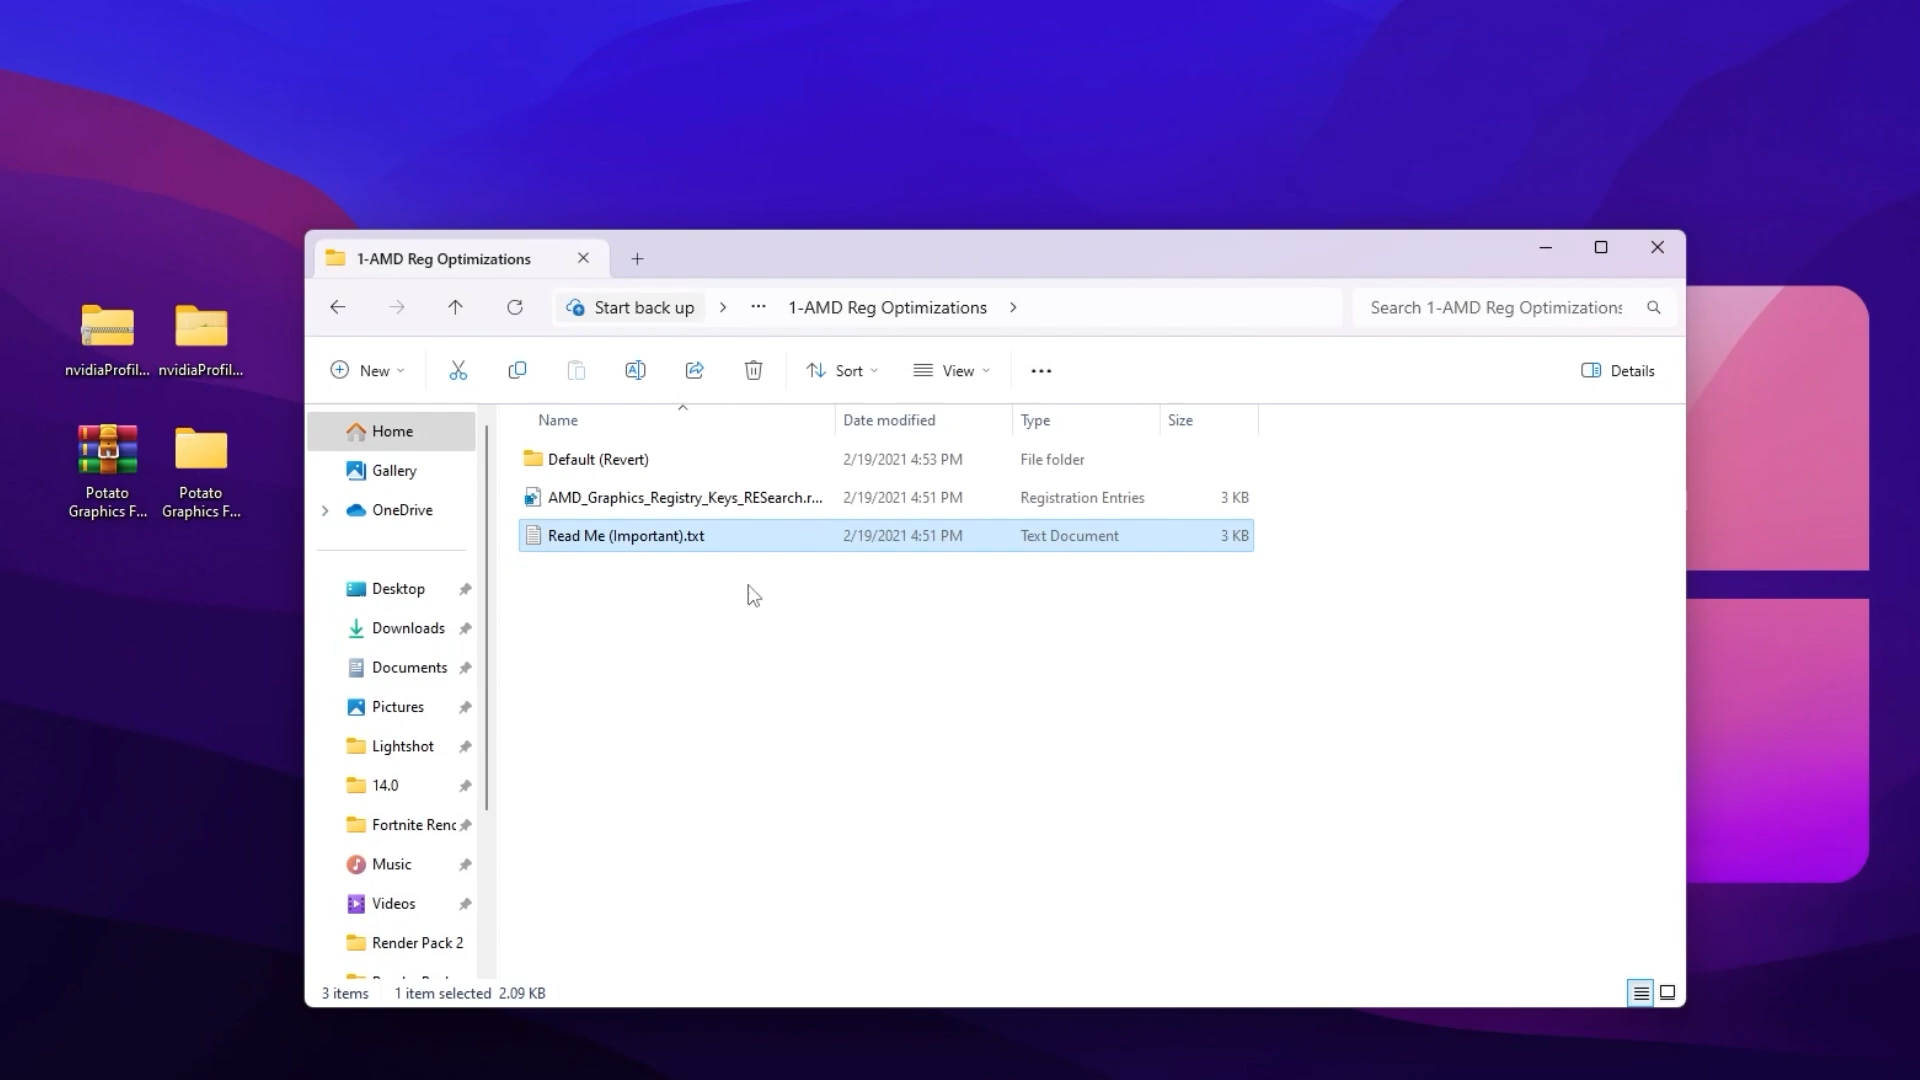 nvidiaProfil...
nvidiaProfil...
Potato
Graphics F...
Potato
Graphics F...
1-AMD Reg Optimizations
Start back up
1-AMD Reg Optimizations
Search 1-AMD Reg Optimizations
New
Sort
View
Details
Home
Gallery
OneDrive
Desktop
Downloads
Documents
Pictures
Lightshot
14.0
Fortnite Renc
Music
Videos
Render Pack 2
Name Date modified Type Size
Default (Revert) 2/19/2021 4:53 PM File folder
AMD_Graphics_Registry_Keys_RESearch.r... 2/19/2021 4:51 PM Registration Entries 3 KB
Read Me (Important).txt 2/19/2021 4:51 PM Text Document 3 KB
3 items 1 item selected 2.09 KB